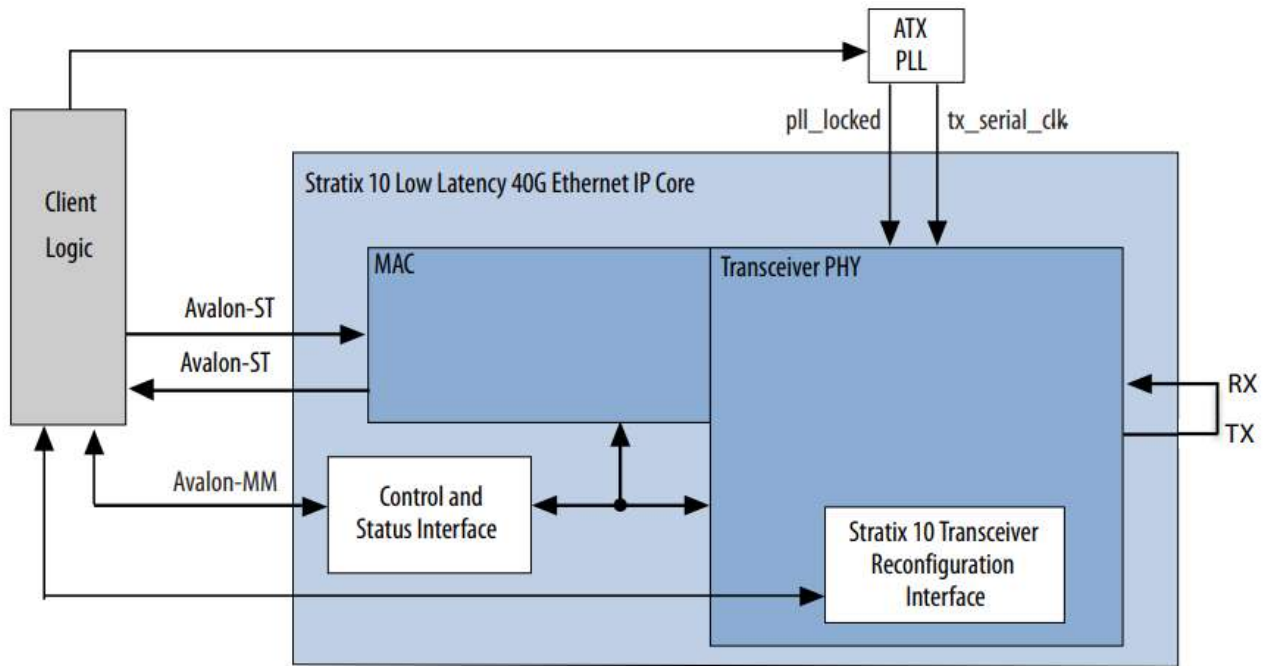 ATX
PLL
pll_locked
tx_serial_clk
Stratix 10 Low Latency 40G Ethernet IP Core
Client
Logic
MAC
Transceiver PHY
Avalon-ST
Avalon-ST
RX
TX
Avalon-MM
Control and
Status Interface
Stratix 10 Transceiver
Reconfiguration
Interface